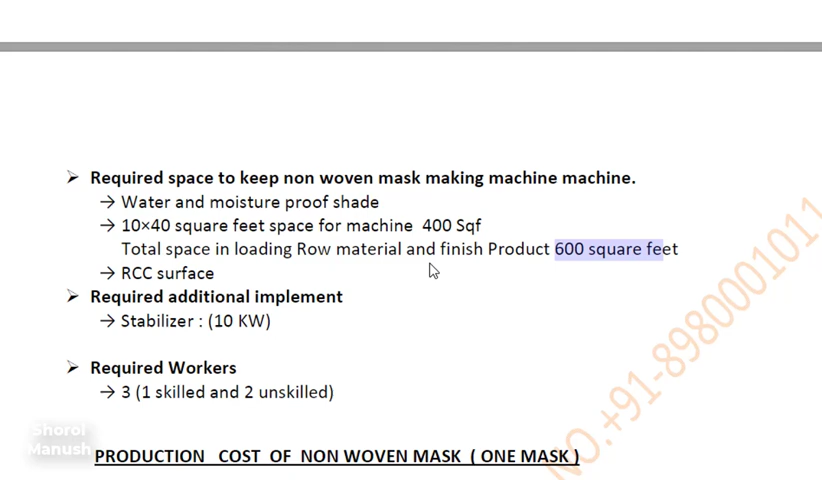 ➢ Required space to keep non woven mask making machine machine.
→ Water and moisture proof shade
→ 10×40 square feet space for machine 400 Sqf
Total space in loading Row material and finish Product 600 square feet
→ RCC surface
➢ Required additional implement
→ Stabilizer : (10 KW)
➢ Required Workers
→ 3 (1 skilled and 2 unskilled)
Shorol
Manush
PRODUCTION COST OF NON WOVEN MASK ( ONE MASK )
NO.+91-8980001011